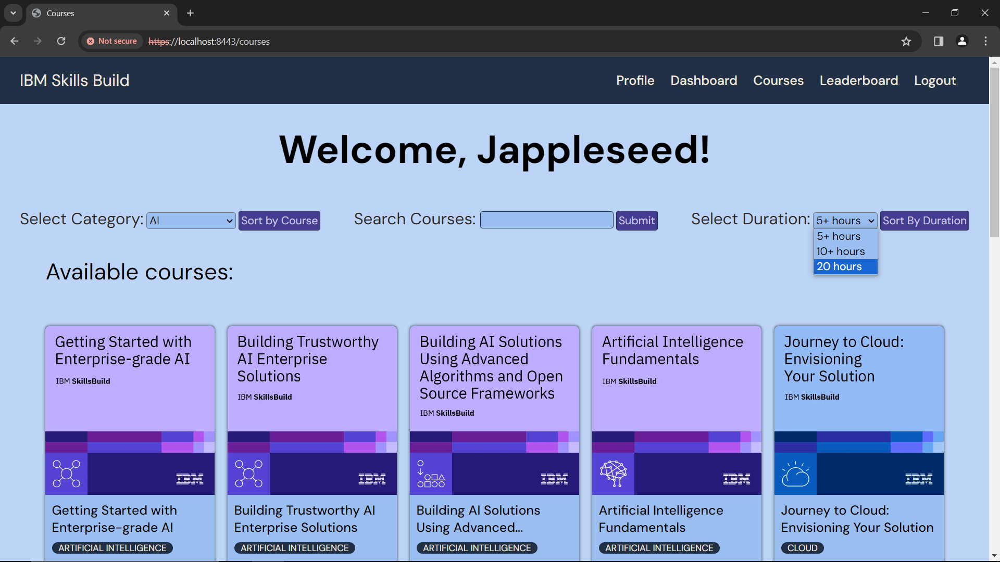 Courses
Not secure
https://localhost:8443/courses
IBM Skills Build
Profile
Dashboard
Courses
Leaderboard
Logout
Welcome, Jappleseed!
Select Category:
AI
Sort by Course
Search Courses:
Submit
Select Duration:
5+ hours
Sort By Duration
5+ hours
10+ hours
20 hours
Available courses:
Getting Started with
Enterprise-grade AI
IBM SkillsBuild
IBM
Getting Started with
Enterprise-grade AI
ARTIFICIAL INTELLIGENCE
Building Trustworthy
AI Enterprise
Solutions
IBM SkillsBuild
IBM
Building Trustworthy AI
Enterprise Solutions
ARTIFICIAL INTELLIGENCE
Building AI Solutions
Using Advanced
Algorithms and Open
Source Frameworks
IBM SkillsBuild
IBM
Building AI Solutions
Using Advanced...
ARTIFICIAL INTELLIGENCE
Artificial Intelligence
Fundamentals
IBM SkillsBuild
IBM
Artificial Intelligence
Fundamentals
ARTIFICIAL INTELLIGENCE
Journey to Cloud:
Envisioning
Your Solution
IBM SkillsBuild
IBM
Journey to Cloud:
Envisioning Your Solution
CLOUD